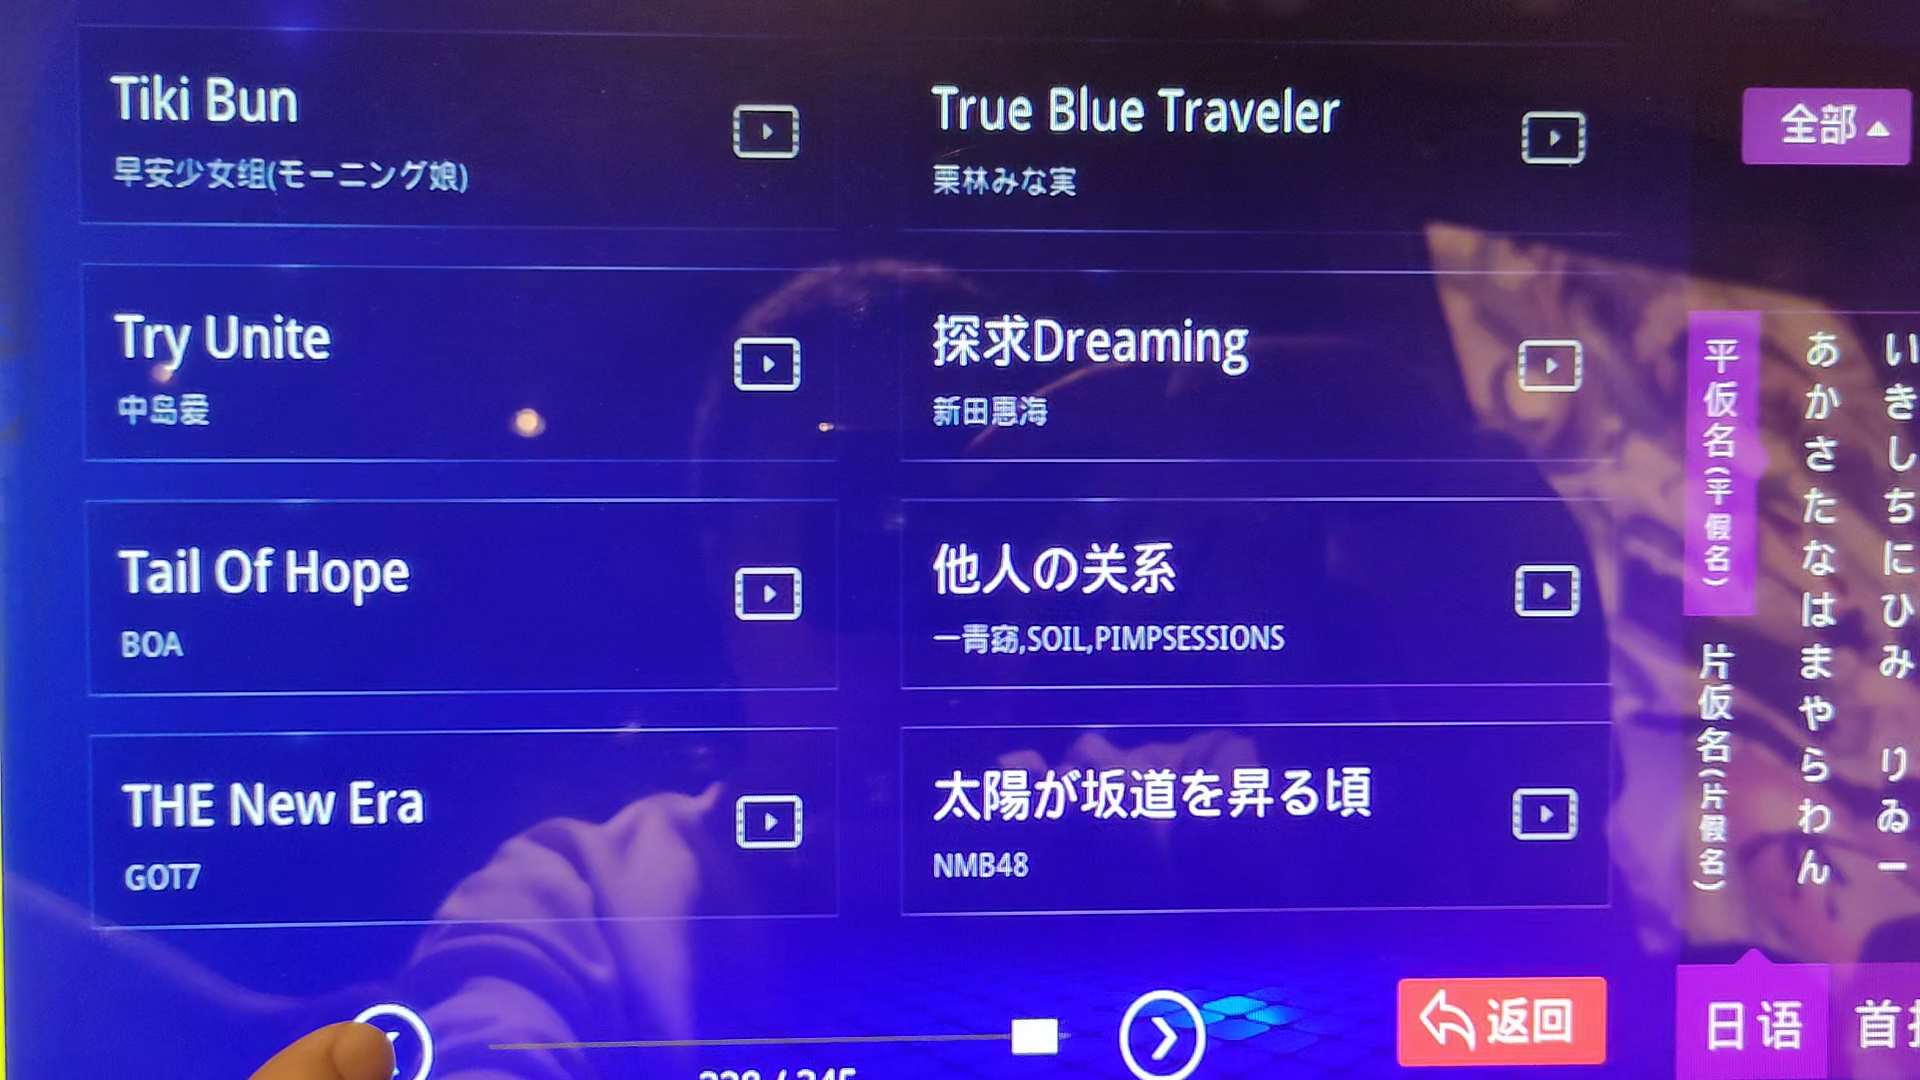 Tiki Bun
早安少女组(モーニング娘)
True Blue Traveler
栗林みな実
Try Unite
中岛爱
探求Dreaming
新田惠海
Tail Of Hope
BOA
他人の关系
一青窈,SOIL,PIMPSESSIONS
THE New Era
GOT7
太陽が坂道を昇る頃
NMB48
全部
平仮名(平假名)
片仮名(片假名)
あかさたなはまやらわん
いきしちにひみ りゐー
返回
日语
首